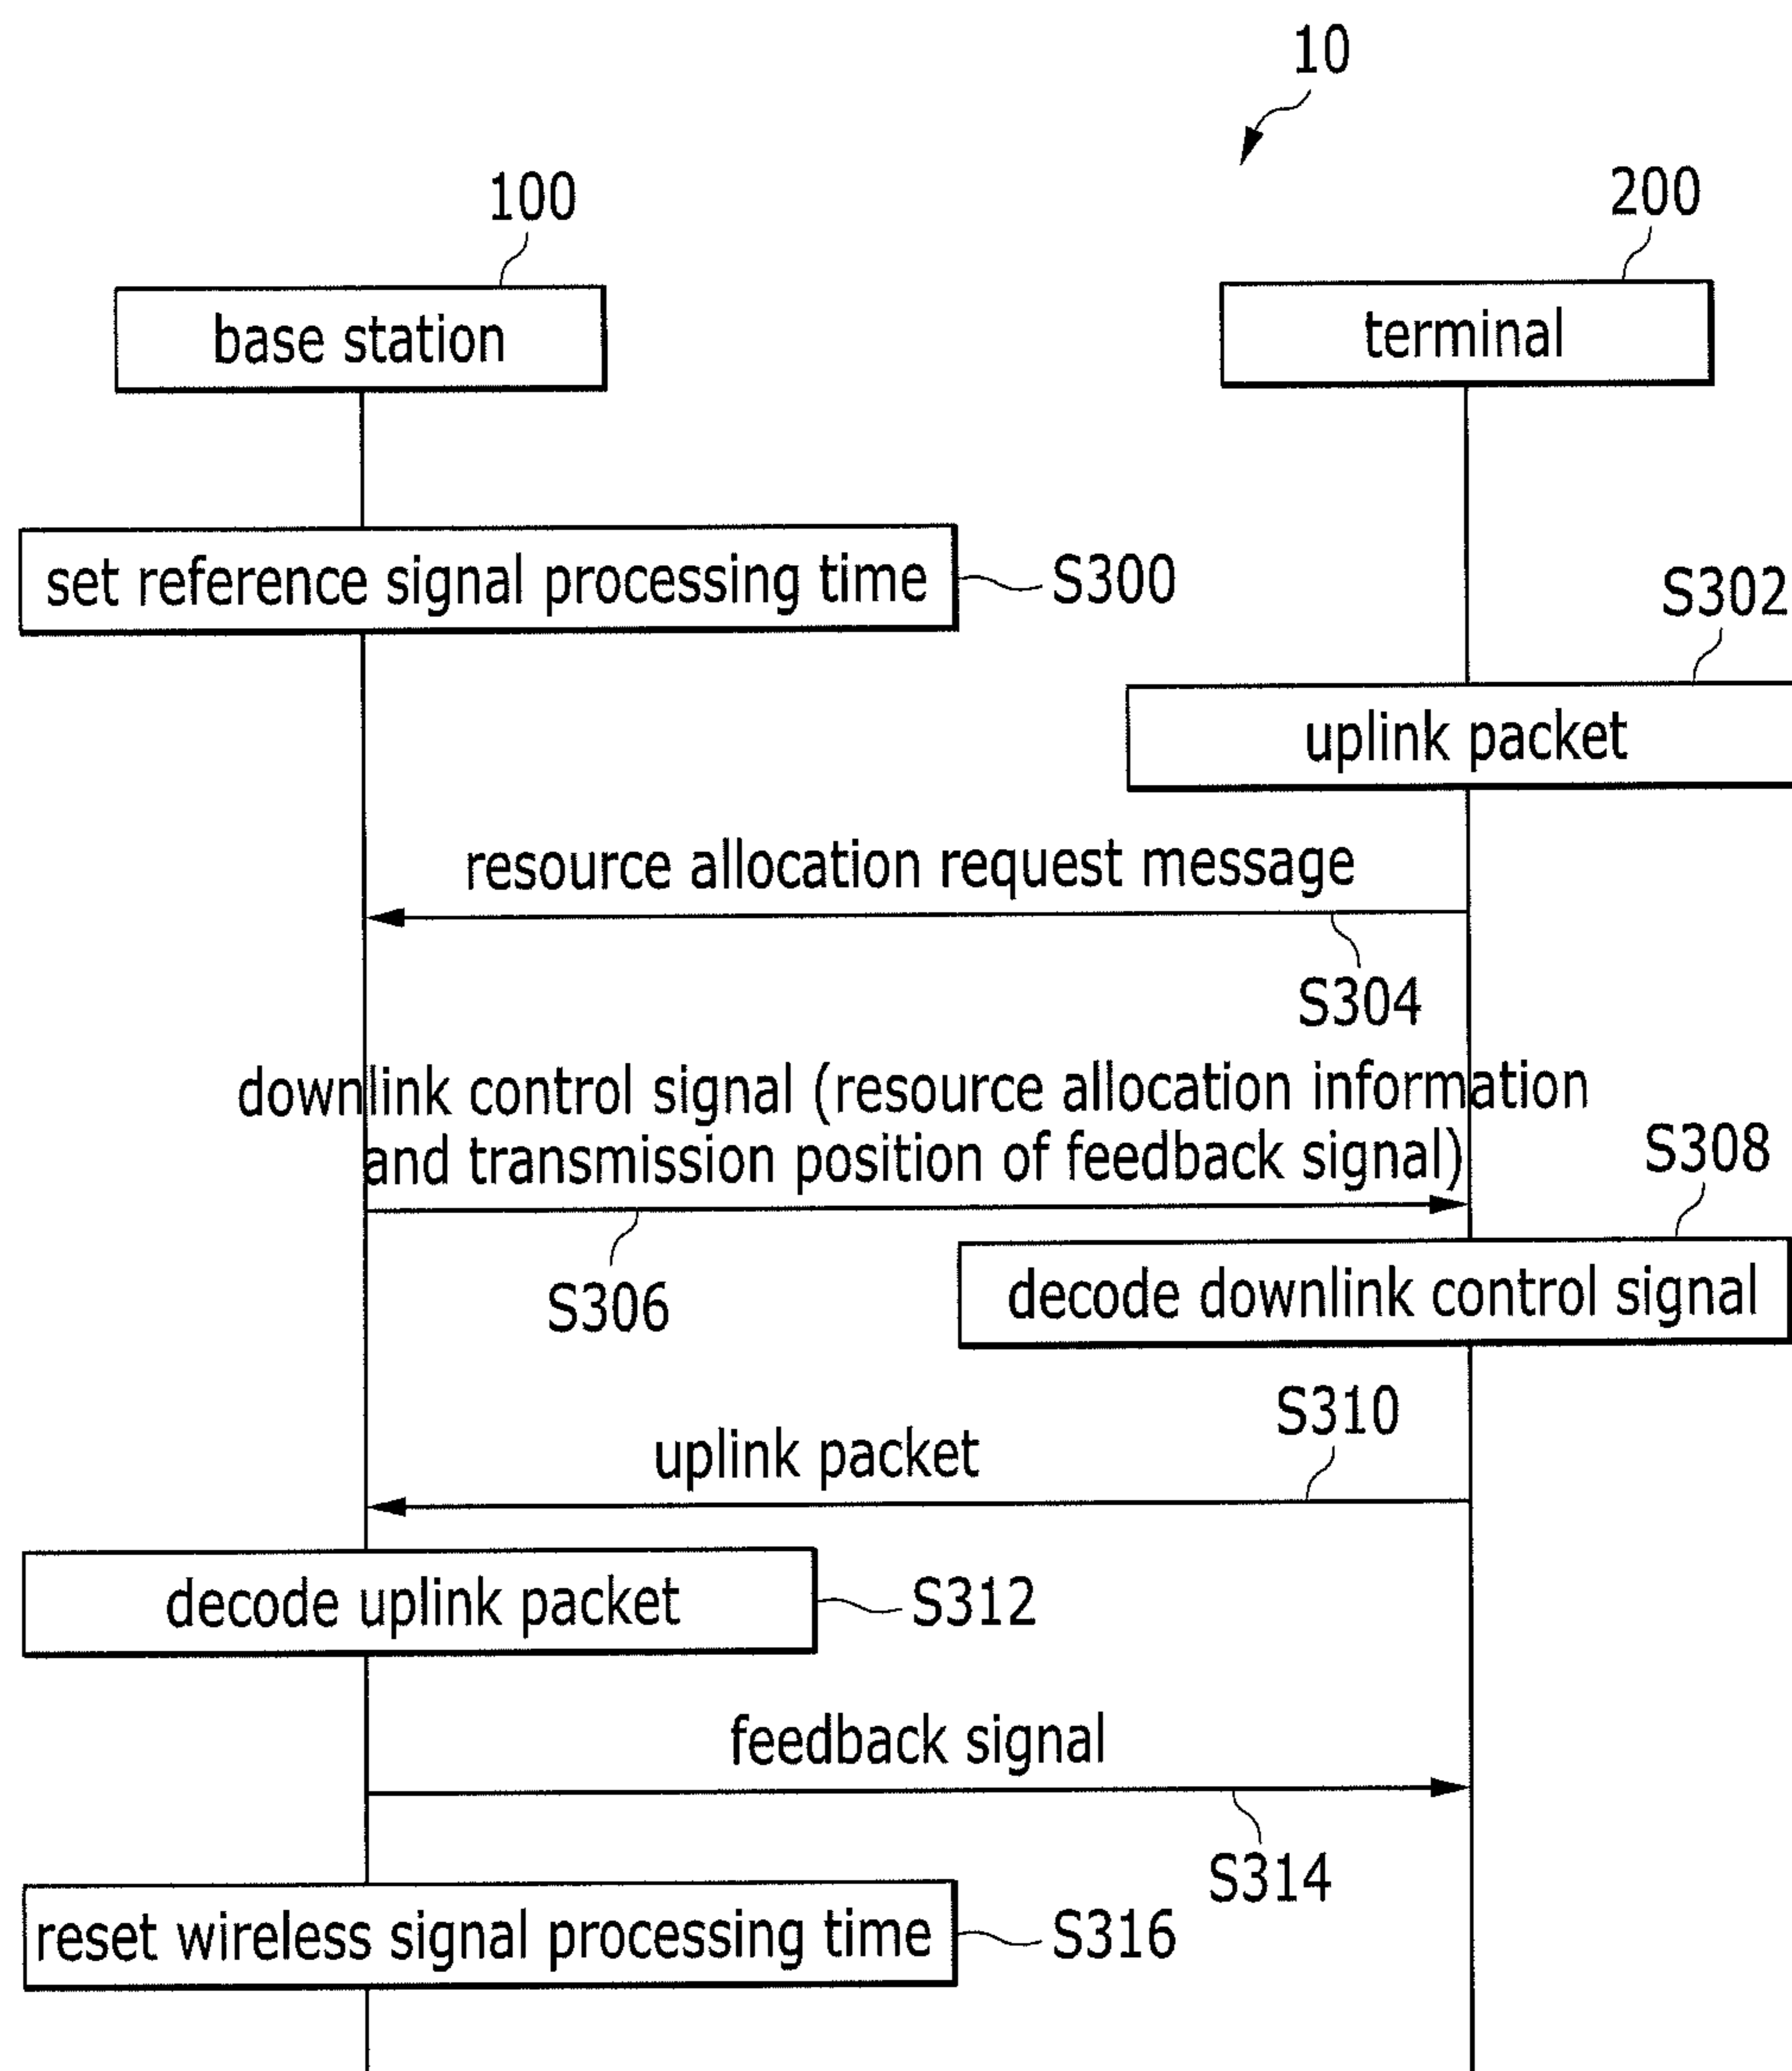 10
100
200
base station
terminal
set reference signal processing time
S300
S302
uplink packet
resource allocation request message
S304
downlink control signal (resource allocation information
and transmission position of feedback signal)
S308
S306
decode downlink control signal
S310
uplink packet
decode uplink packet
S312
feedback signal
S314
reset wireless signal processing time
S316